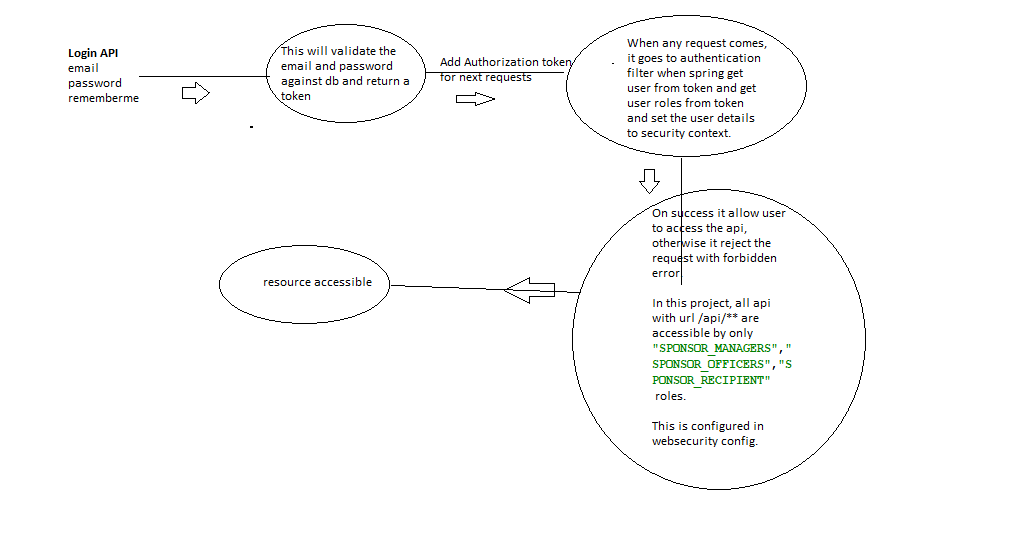 Login API
email
password
rememberme
This will validate the
email and password
against db and return a
token
Add Authorization token
for next requests
When any request comes,
it goes to authentication
filter when spring get
user from token and get
user roles from token
and set the user details
to security context.
On success it allow user
to access the api,
otherwise it reject the
request with forbidden
error.
In this project, all api
with url /api/** are
accessible by only
"SPONSOR_MANAGERS","
SPONSOR_OFFICERS","S
PONSOR_RECIPIENT"
roles.
This is configured in
websecurity config.
resource accessible